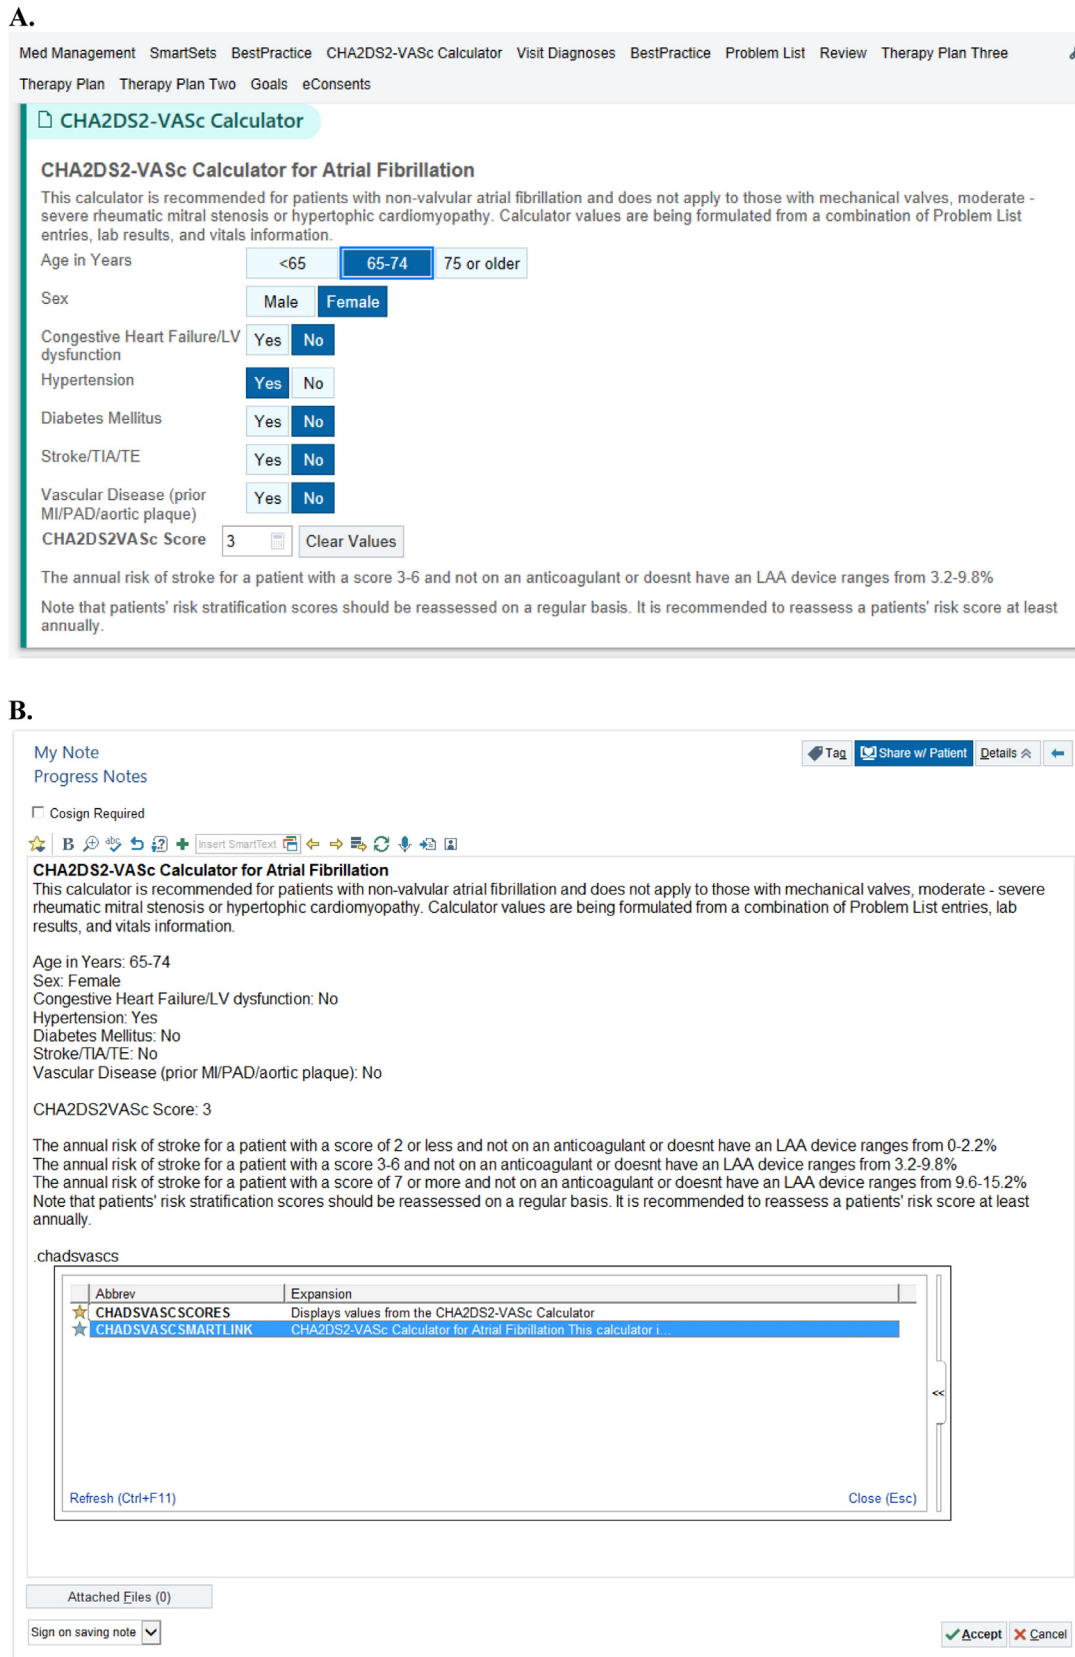 A.
Med Management SmartSets BestPractice CHA2DS2-VASc Calculator Visit Diagnoses BestPractice Problem List Review Therapy Plan Three
Therapy Plan Therapy Plan Two Goals eConsents
CHA2DS2-VASc Calculator
CHA2DS2-VASc Calculator for Atrial Fibrillation
This calculator is recommended for patients with non-valvular atrial fibrillation and does not apply to those with mechanical valves, moderate -
severe rheumatic mitral stenosis or hypertophic cardiomyopathy. Calculator values are being formulated from a combination of Problem List
entries, lab results, and vitals information.
Age in Years <65 65-74 75 or older
Sex Male Female
Congestive Heart Failure/LV Yes No
dysfunction
Hypertension Yes No
Diabetes Mellitus Yes No
Stroke/TIA/TE Yes No
Vascular Disease (prior Yes No
MI/PAD/aortic plaque)
CHA2DS2VASc Score 3 Clear Values
The annual risk of stroke for a patient with a score 3-6 and not on an anticoagulant or doesnt have an LAA device ranges from 3.2-9.8%
Note that patients' risk stratification scores should be reassessed on a regular basis. It is recommended to reassess a patients' risk score at least
annually.
B.
My Note Tag Share w/ Patient Details
Progress Notes
Cosign Required
B abc Insert SmartText
CHA2DS2-VASc Calculator for Atrial Fibrillation
This calculator is recommended for patients with non-valvular atrial fibrillation and does not apply to those with mechanical valves, moderate - severe
rheumatic mitral stenosis or hypertophic cardiomyopathy. Calculator values are being formulated from a combination of Problem List entries, lab
results, and vitals information.
Age in Years: 65-74
Sex: Female
Congestive Heart Failure/LV dysfunction: No
Hypertension: Yes
Diabetes Mellitus: No
Stroke/TIA/TE: No
Vascular Disease (prior MI/PAD/aortic plaque): No
CHA2DS2VASc Score: 3
The annual risk of stroke for a patient with a score of 2 or less and not on an anticoagulant or doesnt have an LAA device ranges from 0-2.2%
The annual risk of stroke for a patient with a score 3-6 and not on an anticoagulant or doesnt have an LAA device ranges from 3.2-9.8%
The annual risk of stroke for a patient with a score of 7 or more and not on an anticoagulant or doesnt have an LAA device ranges from 9.6-15.2%
Note that patients' risk stratification scores should be reassessed on a regular basis. It is recommended to reassess a patients' risk score at least
annually.
.chadsvascs
Abbrev Expansion
CHADSVASCSCORES Displays values from the CHA2DS2-VASc Calculator
CHADSVASCSMARTLINK CHA2DS2-VASc Calculator for Atrial Fibrillation This calculator i...
<<
Refresh (Ctrl+F11) Close (Esc)
Attached Files (0)
Sign on saving note Accept Cancel